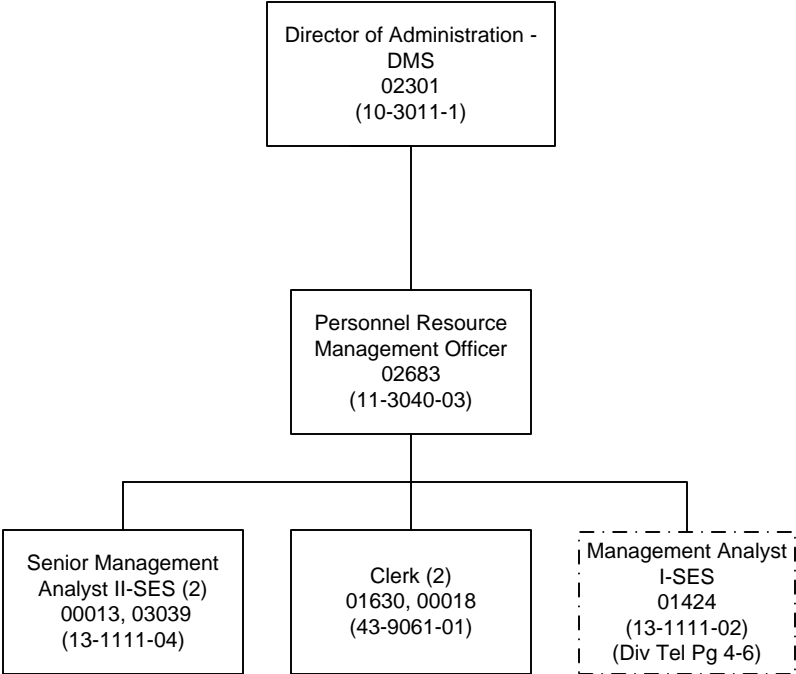 Director of Administration -
DMS
02301
(10-3011-1)
Personnel Resource
Management Officer
02683
(11-3040-03)
Senior Management
Analyst II-SES (2)
00013, 03039
(13-1111-04)
Clerk (2)
01630, 00018
(43-9061-01)
Management Analyst
I-SES
01424
(13-1111-02)
(Div Tel Pg 4-6)